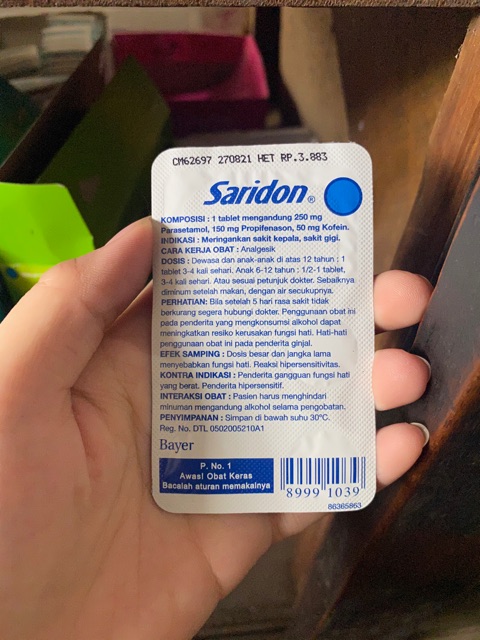 CM62697 270821 HET RP.3.883
Saridon®
KOMPOSISI : 1 tablet mengandung 250 mg
Parasetamol, 150 mg Propifenason, 50 mg Kofein.
INDIKASI : Meringankan sakit kepala, sakit gigi.
CARA KERJA OBAT : Analgesik
DOSIS : Dewasa dan anak-anak di atas 12 tahun : 1
tablet 3-4 kali sehari. Anak 6-12 tahun : 1/2-1 tablet,
3-4 kali sehari. Atau sesuai petunjuk dokter. Sebaiknya
diminum setelah makan, dengan air secukupnya.
PERHATIAN: Bila setelah 5 hari rasa sakit tidak
berkurang segera hubungi dokter. Penggunaan obat ini
pada penderita yang mengkonsumsi alkohol dapat
meningkatkan risiko kerusakan fungsi hati. Hati-hati
penggunaan obat ini pada penderita ginjal.
EFEK SAMPING : Dosis besar dan jangka lama
menyebabkan fungsi hati. Reaksi hipersensitivitas.
KONTRA INDIKASI : Penderita gangguan fungsi hati
yang berat. Penderita hipersensitif.
INTERAKSI OBAT : Pasien harus menghindari
minuman mengandung alkohol selama pengobatan.
PENYIMPANAN : Simpan di bawah suhu 30°C.
Reg. No. DTL 0502005210A1
Bayer
P. No. 1
Awas! Obat Keras
Bacalah aturan memakainya
8999 1039
86365863